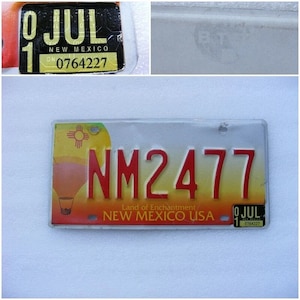 01 JUL
NEW MEXICO
0764227
NM2477
Land of Enchantment
NEW MEXICO USA
01 JUL